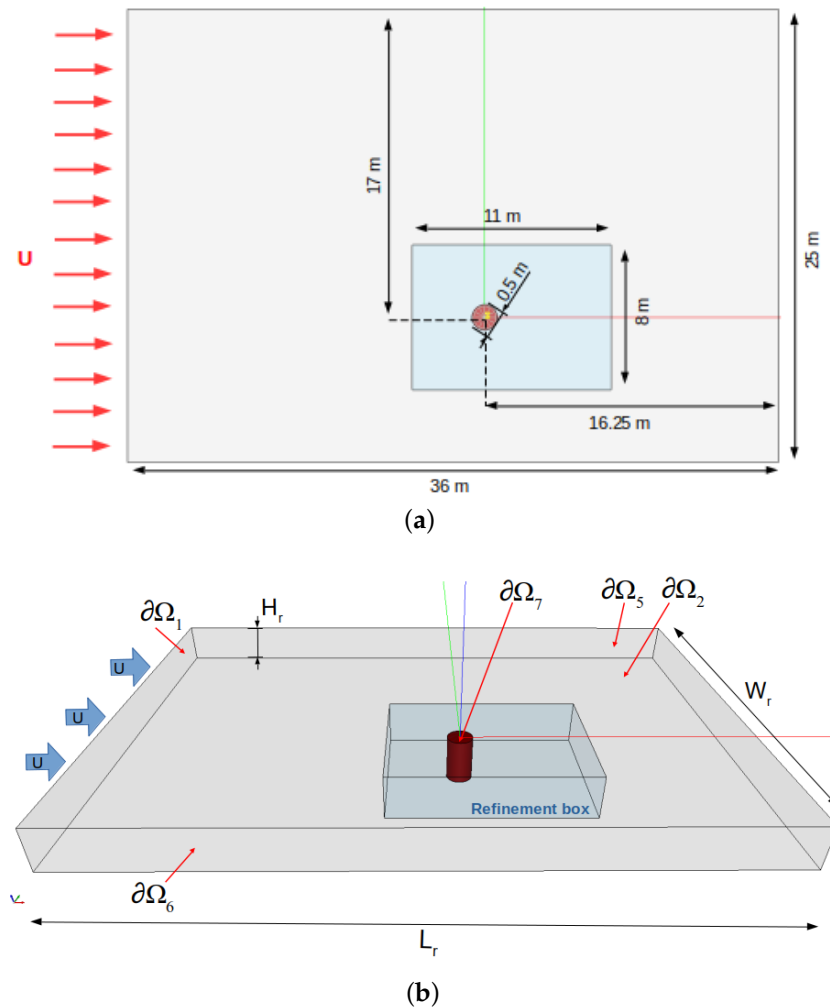 17 m
11 m
U
0.5 m
8 m
25 m
16.25 m
36 m
(a)
∂Ω₁
Hᵣ
∂Ω₇
∂Ω₅
∂Ω₂
U
U
U
Wᵣ
Refinement box
∂Ω₆
Lᵣ
(b)